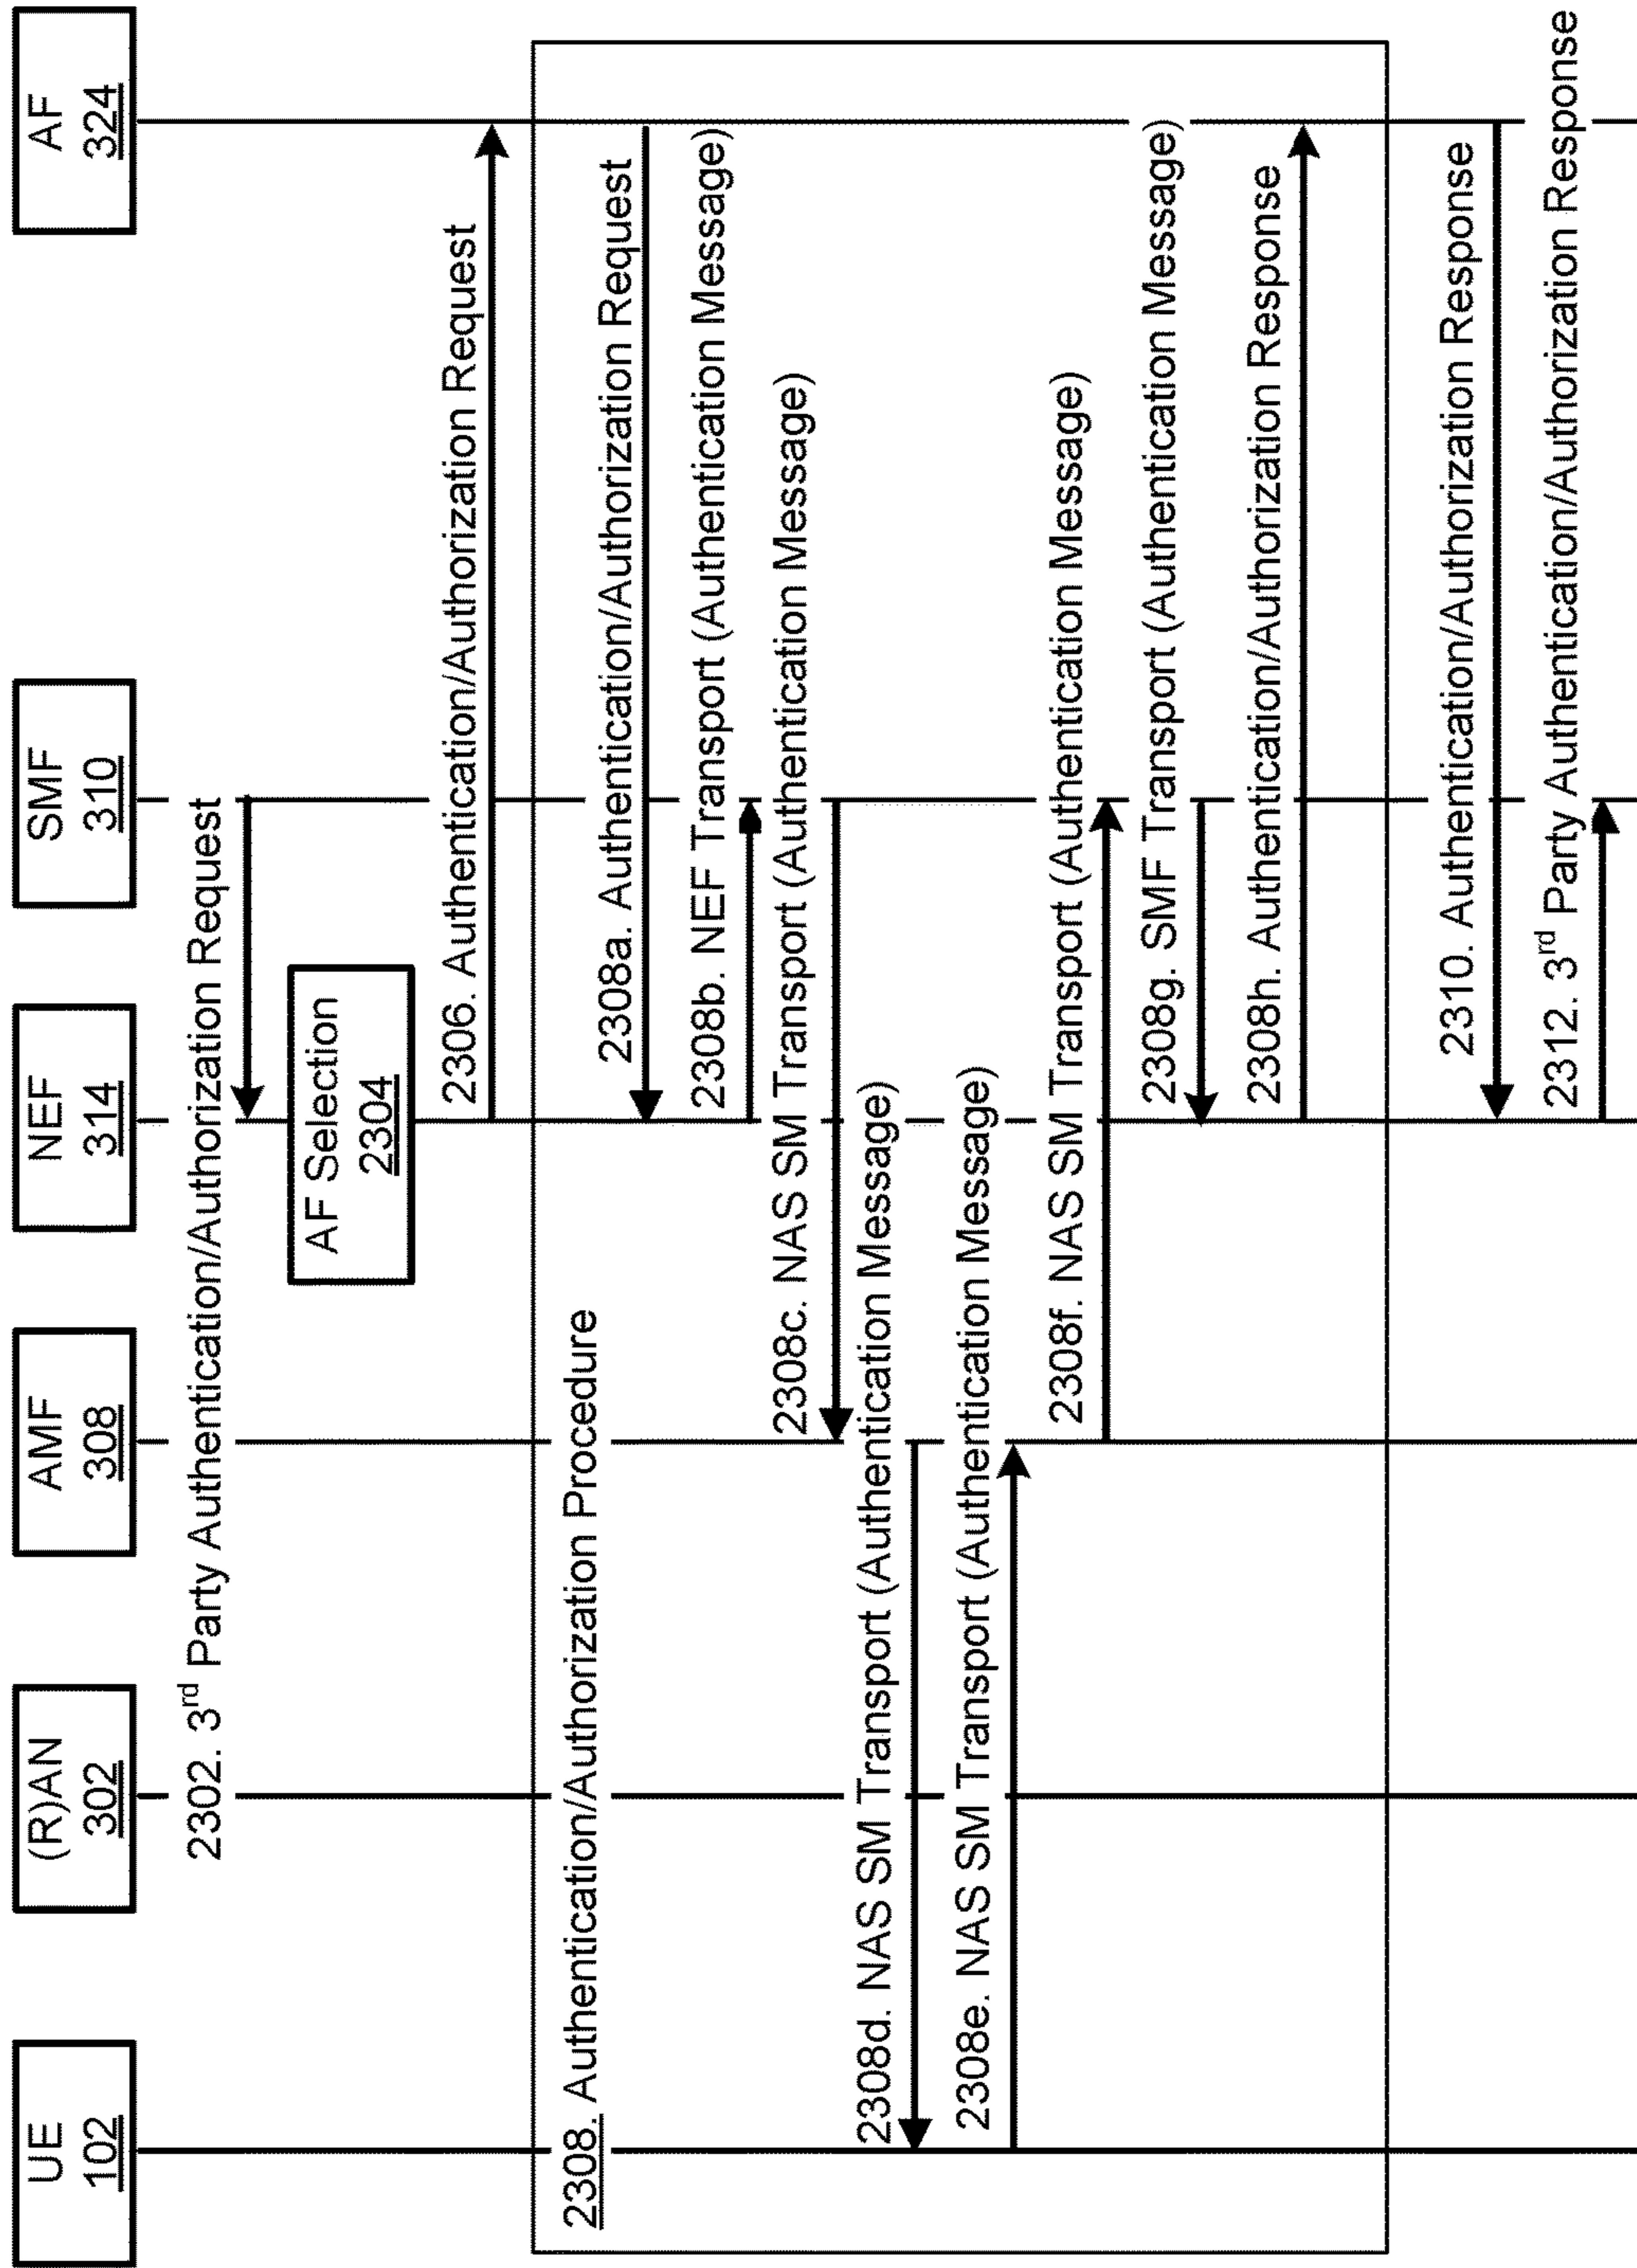 UE
102
(R)AN
302
AMF
308
NEF
314
SMF
310
AF
324
2302. 3rd Party Authentication/Authorization Request
AF Selection
2304
2306. Authentication/Authorization Request
2308. Authentication/Authorization Procedure
2308a. Authentication/Authorization Request
2308b. NEF Transport (Authentication Message)
2308c. NAS SM Transport (Authentication Message)
2308d. NAS SM Transport (Authentication Message)
2308e. NAS SM Transport (Authentication Message)
2308f. NAS SM Transport (Authentication Message)
2308g. SMF Transport (Authentication Message)
2308h. Authentication/Authorization Response
2310. Authentication/Authorization Response
2312. 3rd Party Authentication/Authorization Response